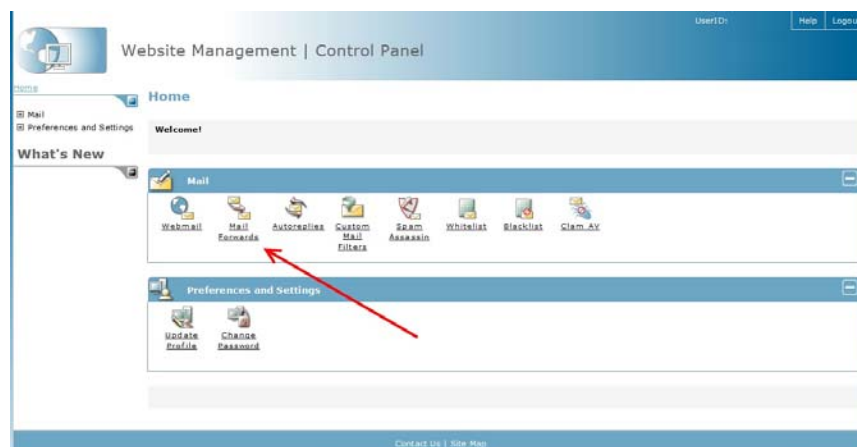 UserID:
Help
Logou
Website Management | Control Panel
Home
Home
Mail
Preferences and Settings
Welcome!
What's New
Mail
Webmail
Mail
Forwards
Autoreplies
Custom
Mail
Filters
Spam
Assassin
Whitelist
Blacklist
Clam AV
Preferences and Settings
Update
Profile
Change
Password
Contact Us | Site Map